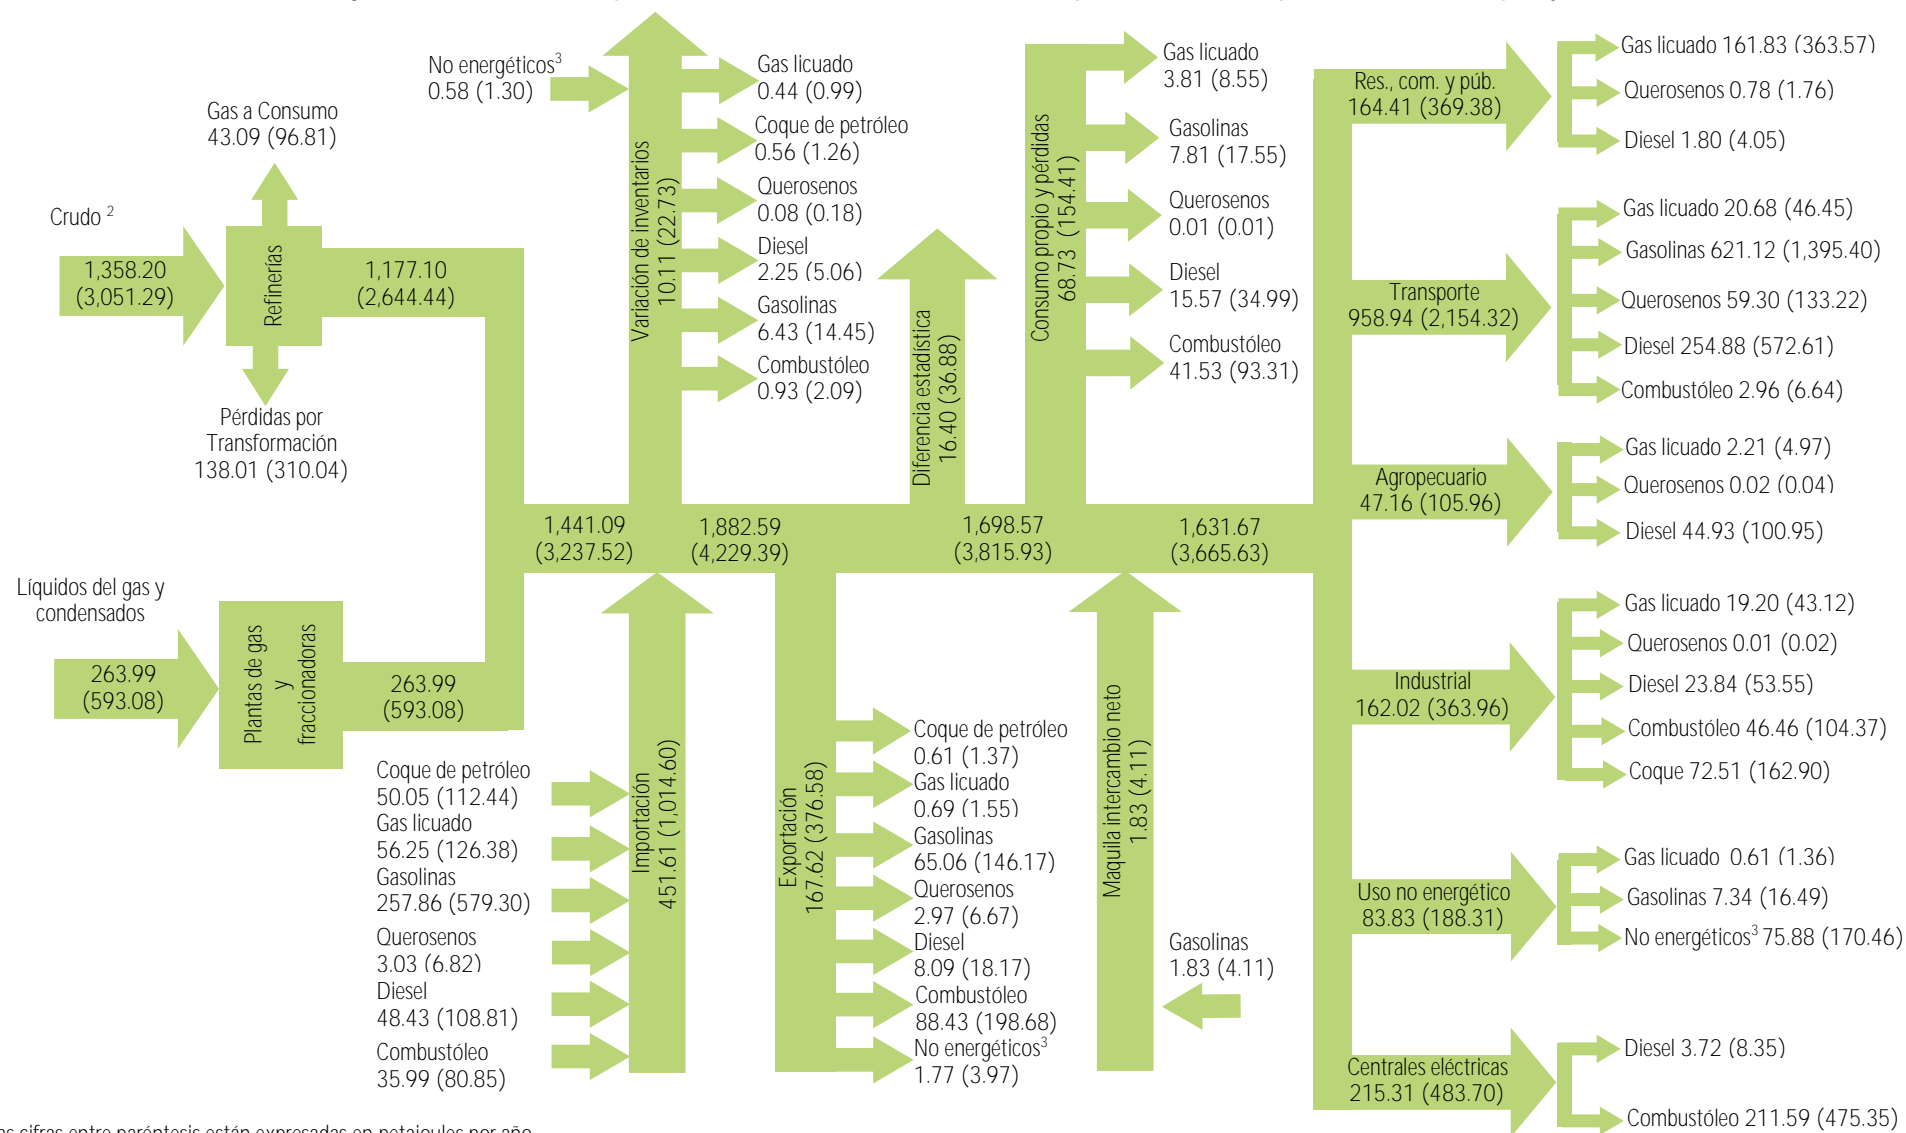 Crudo ²
1,358.20
(3,051.29)
Gas a Consumo
43.09 (96.81)
Refinerías
Pérdidas por
Transformación
138.01 (310.04)
1,177.10
(2,644.44)
Líquidos del gas y
condensados
263.99
(593.08)
Plantas de gas
y
fraccionadoras
263.99
(593.08)
1,441.09
(3,237.52)
No energéticos³
0.58 (1.30)
Variación de inventarios
10.11 (22.73)
Gas licuado
0.44 (0.99)
Coque de petróleo
0.56 (1.26)
Querosenos
0.08 (0.18)
Diesel
2.25 (5.06)
Gasolinas
6.43 (14.45)
Combustóleo
0.93 (2.09)
Coque de petróleo
50.05 (112.44)
Gas licuado
56.25 (126.38)
Gasolinas
257.86 (579.30)
Querosenos
3.03 (6.82)
Diesel
48.43 (108.81)
Combustóleo
35.99 (80.85)
Importación
451.61 (1,014.60)
1,882.59
(4,229.39)
Exportación
167.62 (376.58)
Coque de petróleo
0.61 (1.37)
Gas licuado
0.69 (1.55)
Gasolinas
65.06 (146.17)
Querosenos
2.97 (6.67)
Diesel
8.09 (18.17)
Combustóleo
88.43 (198.68)
No energéticos³
1.77 (3.97)
Diferencia estadística
16.40 (36.88)
1,698.57
(3,815.93)
Consumo propio y pérdidas
68.73 (154.41)
Gas licuado
3.81 (8.55)
Gasolinas
7.81 (17.55)
Querosenos
0.01 (0.01)
Diesel
15.57 (34.99)
Combustóleo
41.53 (93.31)
Maquila intercambio neto
1.83 (4.11)
Gasolinas
1.83 (4.11)
1,631.67
(3,665.63)
Res., com. y púb.
164.41 (369.38)
Gas licuado 161.83 (363.57)
Querosenos 0.78 (1.76)
Diesel 1.80 (4.05)
Transporte
958.94 (2,154.32)
Gas licuado 20.68 (46.45)
Gasolinas 621.12 (1,395.40)
Querosenos 59.30 (133.22)
Diesel 254.88 (572.61)
Combustóleo 2.96 (6.64)
Agropecuario
47.16 (105.96)
Gas licuado 2.21 (4.97)
Querosenos 0.02 (0.04)
Diesel 44.93 (100.95)
Industrial
162.02 (363.96)
Gas licuado 19.20 (43.12)
Querosenos 0.01 (0.02)
Diesel 23.84 (53.55)
Combustóleo 46.46 (104.37)
Coque 72.51 (162.90)
Uso no energético
83.83 (188.31)
Gas licuado 0.61 (1.36)
Gasolinas 7.34 (16.49)
No energéticos³ 75.88 (170.46)
Centrales eléctricas
215.31 (483.70)
Diesel 3.72 (8.35)
Combustóleo 211.59 (475.35)
as cifras entre paréntesis están expresadas en petajoules por año